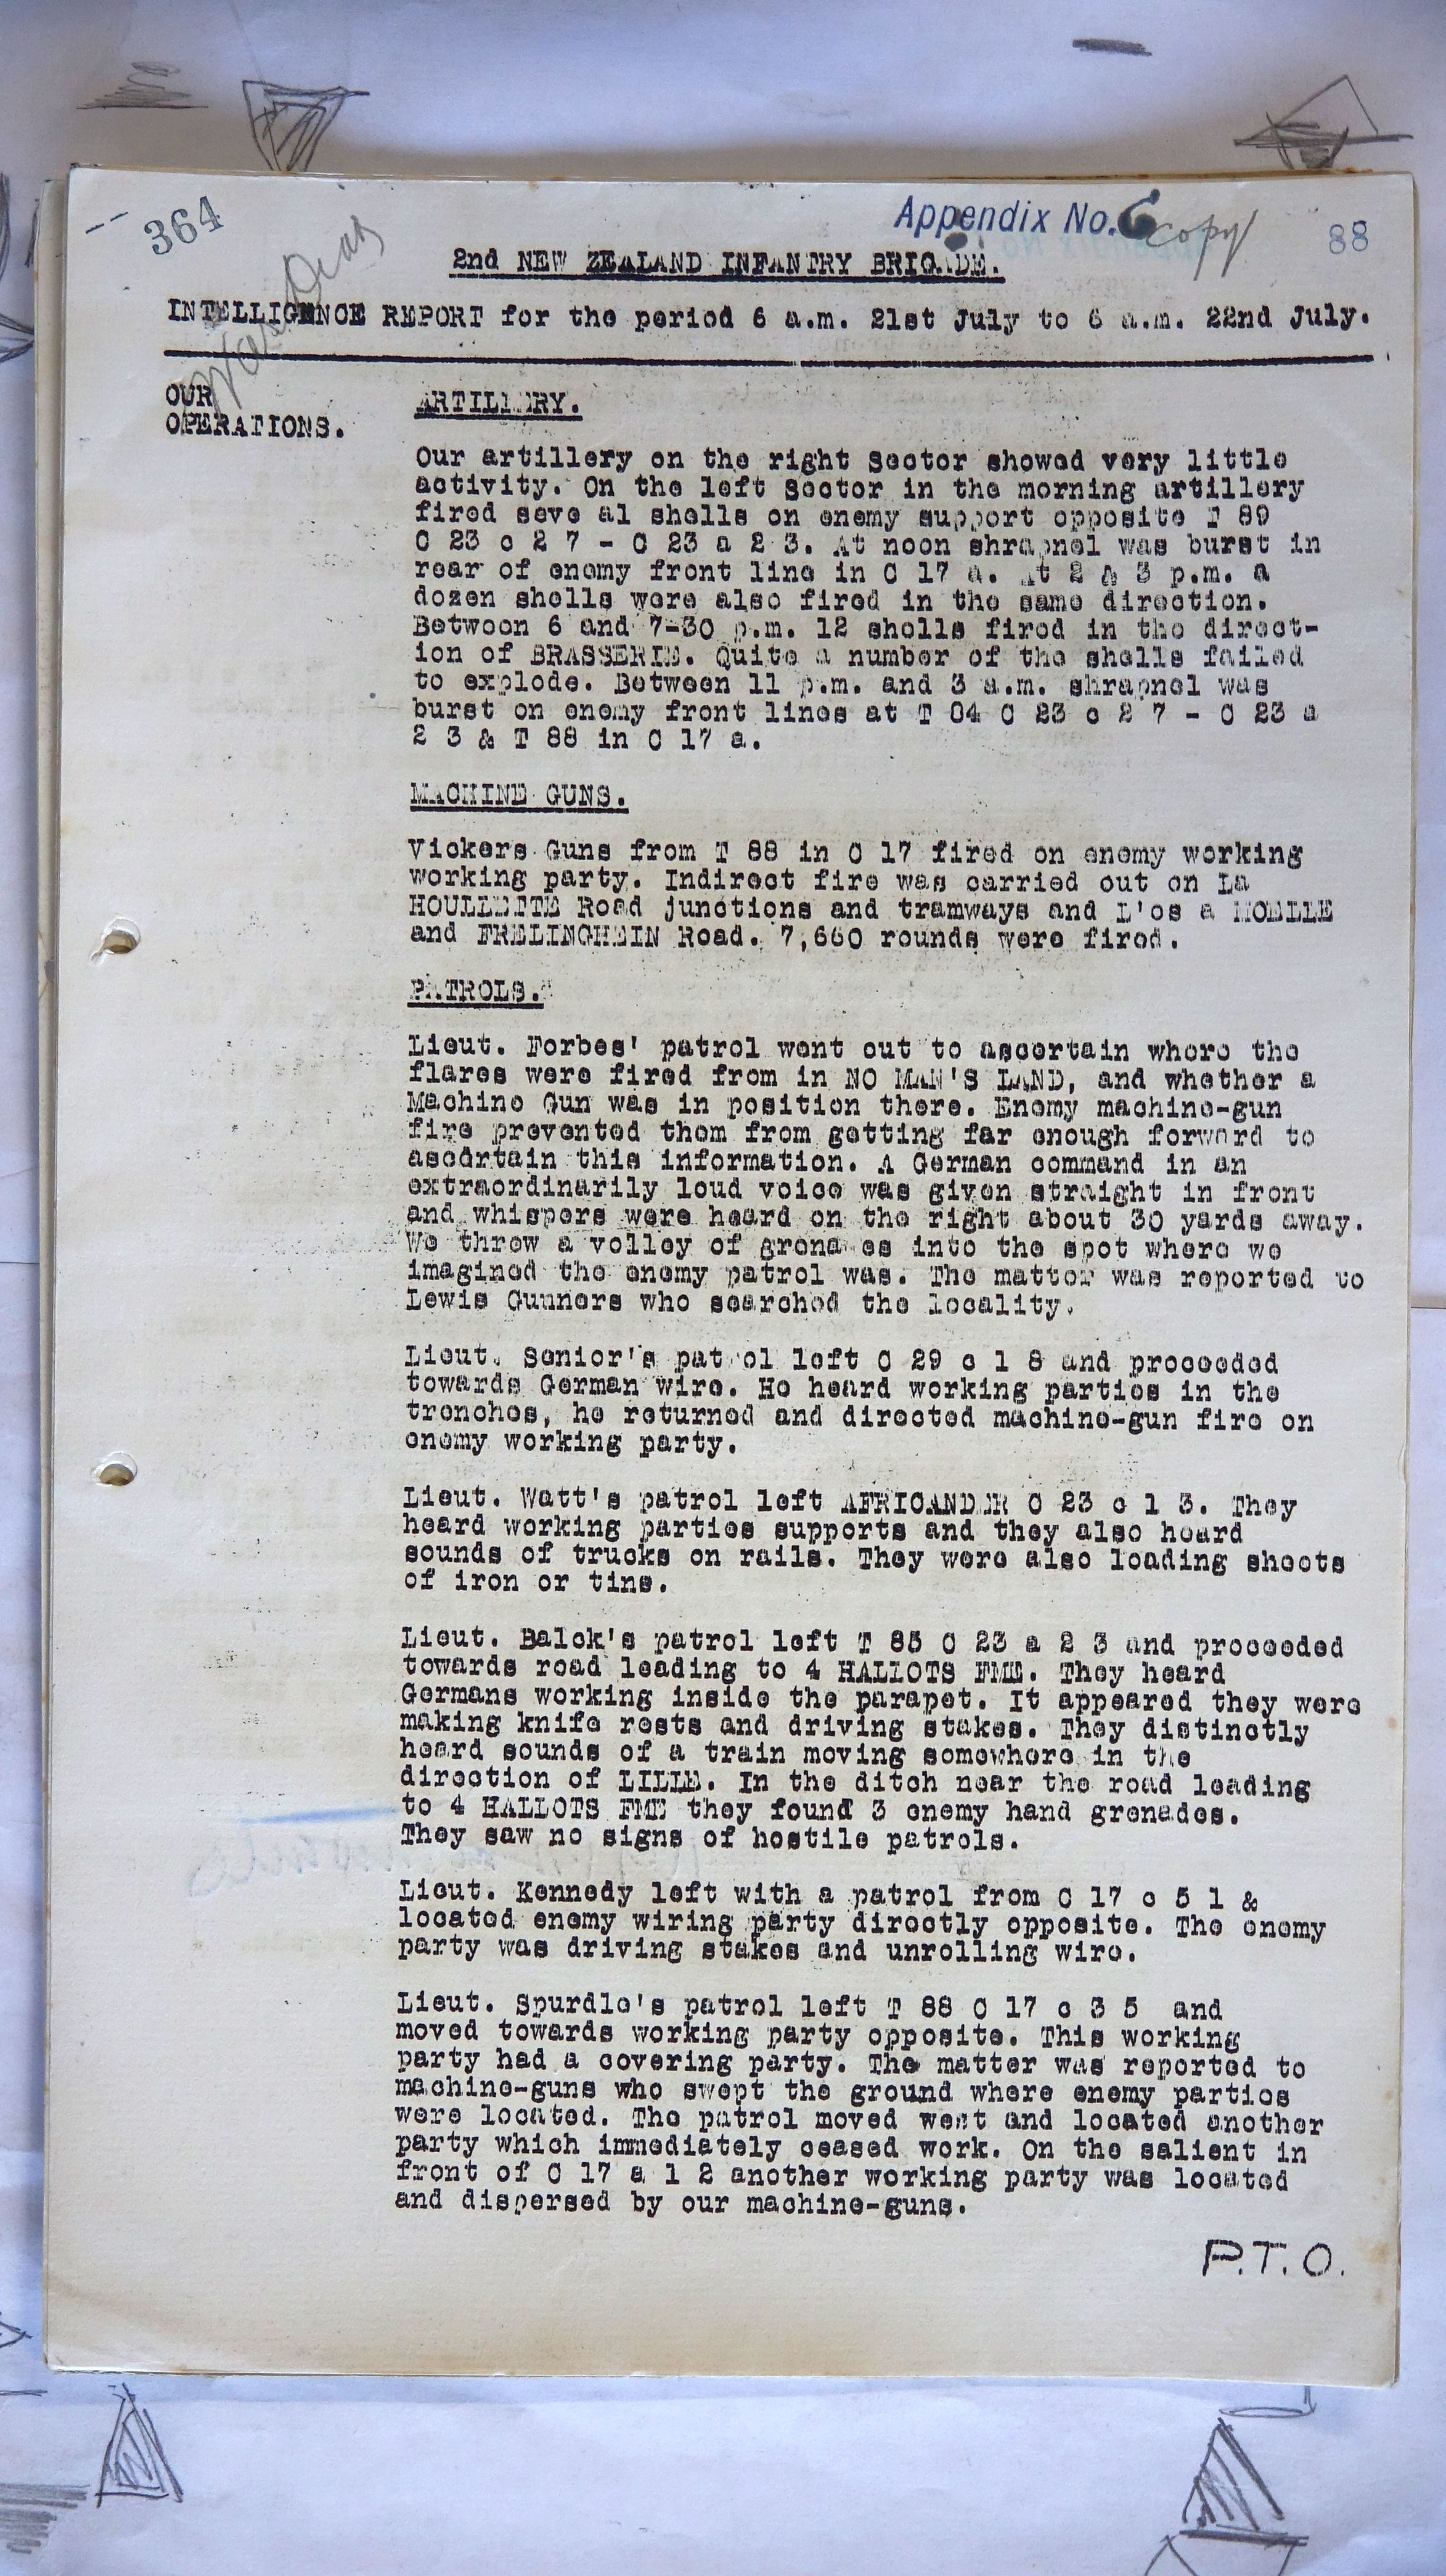 364
Appendix No. 6 copy
88
War Diary
2nd NEW ZEALAND INFANTRY BRIGADE.
INTELLIGENCE REPORT for the period 6 a.m. 21st July to 6 a.m. 22nd July.
OUR
OPERATIONS.
ARTILLERY.
Our artillery on the right Sector showed very little
activity. On the left Sector in the morning artillery
fired seve al shells on enemy support opposite T 89
C 23 c 2 7 - C 23 a 2 3. At noon shrapnel was burst in
rear of enemy front line in C 17 a. At 2 & 3 p.m. a
dozen shells were also fired in the same direction.
Between 6 and 7-30 p.m. 12 shells fired in the direct-
ion of BRASSERIE. Quite a number of the shells failed
to explode. Between 11 p.m. and 3 a.m. shrapnel was
burst on enemy front lines at T 84 C 23 c 2 7 - C 23 a
2 3 & T 88 in C 17 a.
MACHINE GUNS.
Vickers Guns from T 88 in C 17 fired on enemy working
working party. Indirect fire was carried out on La
HOULLETTE Road junctions and tramways and L'os a MOELLE
and FRELINGHEIN Road. 7,660 rounds were fired.
PATROLS.
Lieut. Forbes' patrol went out to ascertain where the
flares were fired from in NO MAN'S LAND, and whether a
Machine Gun was in position there. Enemy machine-gun
fire prevented them from getting far enough forward to
ascertain this information. A German command in an
extraordinarily loud voice was given straight in front
and whispers were heard on the right about 30 yards away.
We threw a volley of grenades into the spot where we
imagined the enemy patrol was. The matter was reported to
Lewis Gunners who searched the locality.
Lieut. Senior's patrol left C 29 c 1 8 and proceeded
towards German wire. He heard working parties in the
trenches, he returned and directed machine-gun fire on
enemy working party.
Lieut. Watt's patrol left AFRICANDER C 23 c 1 3. They
heard working parties supports and they also heard
sounds of trucks on rails. They were also loading sheets
of iron or tins.
Lieut. Balck's patrol left T 85 C 23 a 2 3 and proceeded
towards road leading to 4 HALLOTS FME. They heard
Germans working inside the parapet. It appeared they were
making knife rests and driving stakes. They distinctly
heard sounds of a train moving somewhere in the
direction of LILLE. In the ditch near the road leading
to 4 HALLOTS FME they found 3 enemy hand grenades.
They saw no signs of hostile patrols.
Lieut. Kennedy left with a patrol from C 17 c 5 1 &
located enemy wiring party directly opposite. The enemy
party was driving stakes and unrolling wire.
Lieut. Spurdle's patrol left T 88 C 17 c 3 5 and
moved towards working party opposite. This working
party had a covering party. The matter was reported to
machine-guns who swept the ground where enemy parties
were located. The patrol moved west and located another
party which immediately ceased work. On the salient in
front of C 17 a 1 2 another working party was located
and dispersed by our machine-guns.
P.T.O.